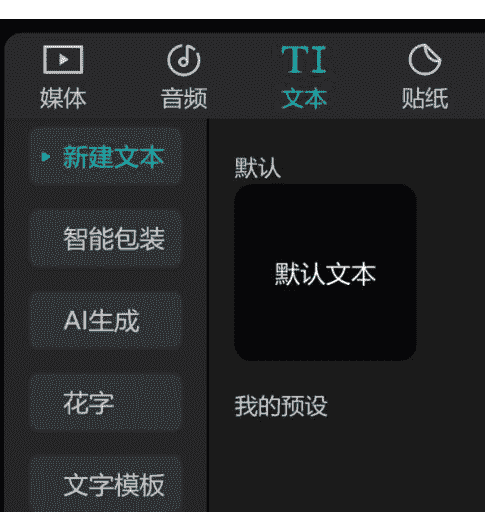 媒体 音频 TI 文本 贴纸
新建文本
默认
智能包装
默认文本
AI生成
花字
我的预设
文字模板